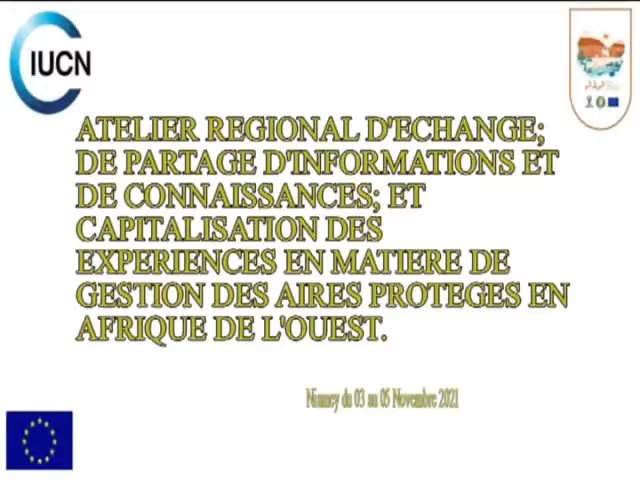 IUCN
ATELIER REGIONAL D'ECHANGE;
DE PARTAGE D'INFORMATIONS ET
DE CONNAISSANCES; ET
CAPITALISATION DES
EXPERIENCES EN MATIERE DE
GESTION DES AIRES PROTEGES EN
AFRIQUE DE L'OUEST.
Niamey du 03 au 05 Novembre 2021